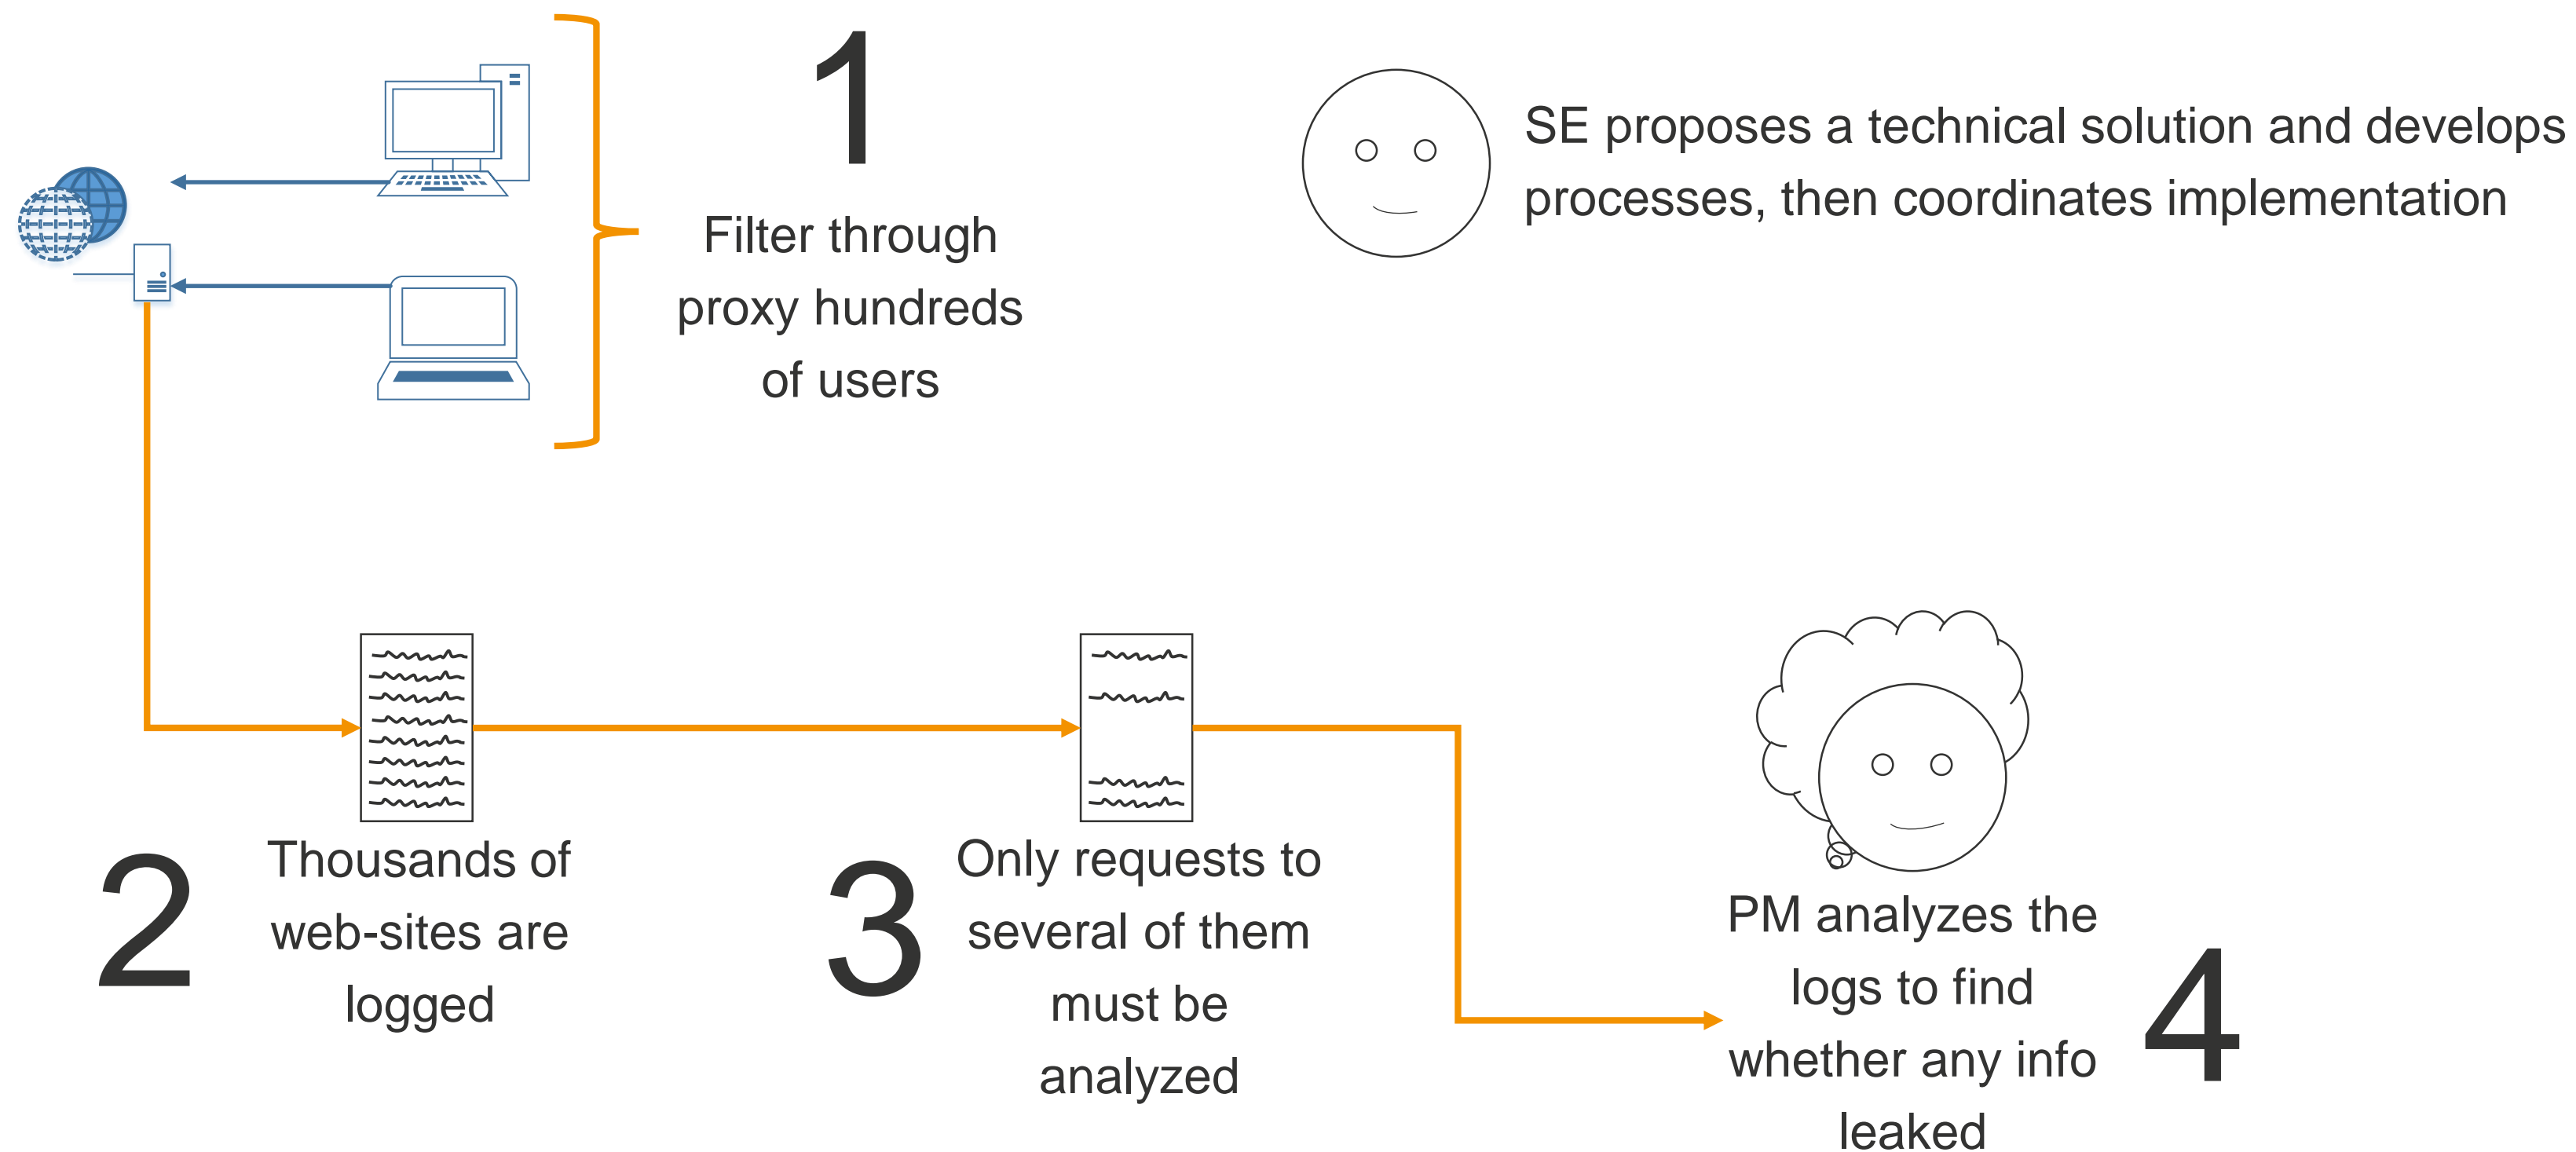 1
Filter through
proxy hundreds
of users
SE proposes a technical solution and develops
processes, then coordinates implementation
2
Thousands of
web-sites are
logged
3
Only requests to
several of them
must be
analyzed
PM analyzes the
logs to find
whether any info
leaked
4